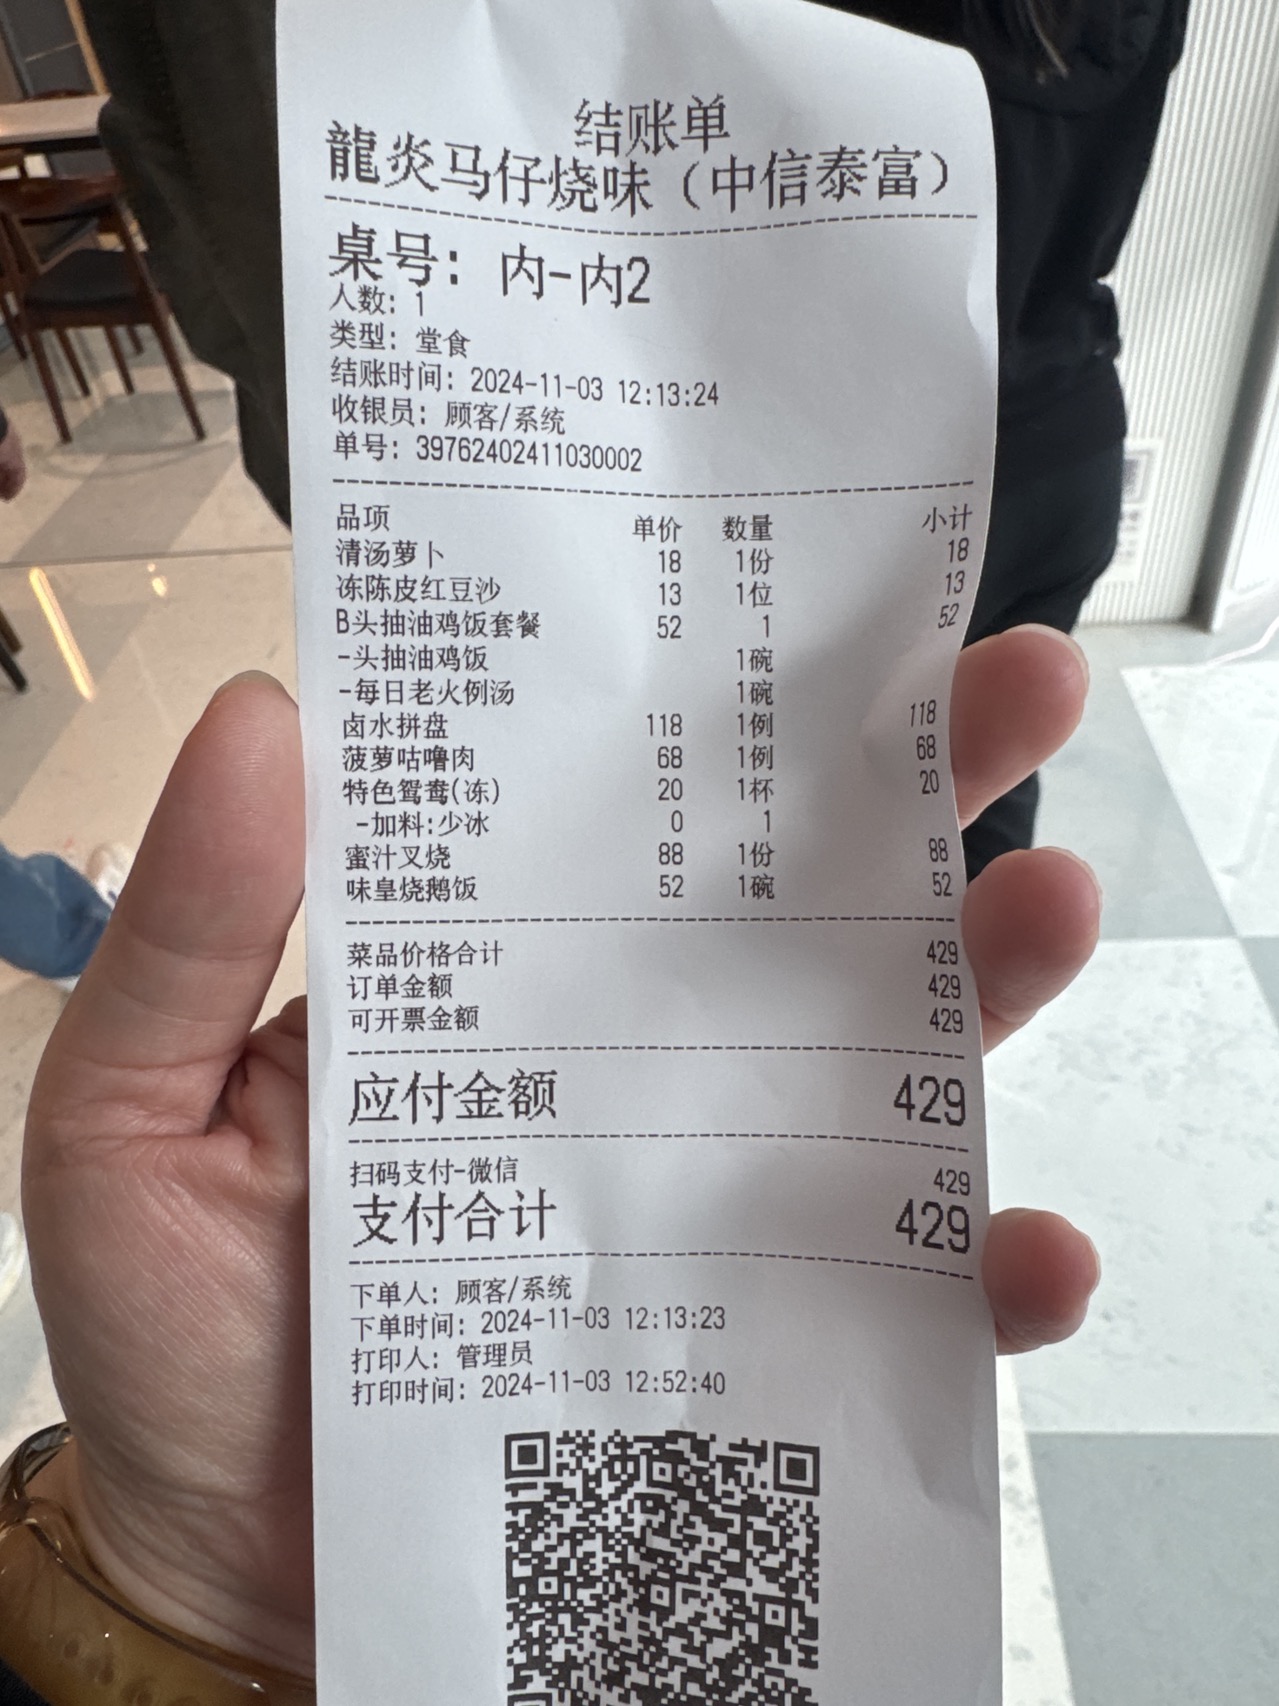 结账单
龍炎马仔烧味（中信泰富）
桌号：内-内2
人数：1
类型：堂食
结账时间：2024-11-03 12:13:24
收银员：顾客/系统
单号：39762402411030002
品项 单价 数量 小计
清汤萝卜 18 1份 18
冻陈皮红豆沙 13 1位 13
B头抽油鸡饭套餐 52 1 52
-头抽油鸡饭 1碗
-每日老火例汤 1碗
卤水拼盘 118 1例 118
菠萝咕噜肉 68 1例 68
特色鸳鸯(冻) 20 1杯 20
-加料:少冰 0 1
蜜汁叉烧 88 1份 88
味皇烧鹅饭 52 1碗 52
菜品价格合计 429
订单金额 429
可开票金额 429
应付金额 429
扫码支付-微信 429
支付合计 429
下单人：顾客/系统
下单时间：2024-11-03 12:13:23
打印人：管理员
打印时间：2024-11-03 12:52:40